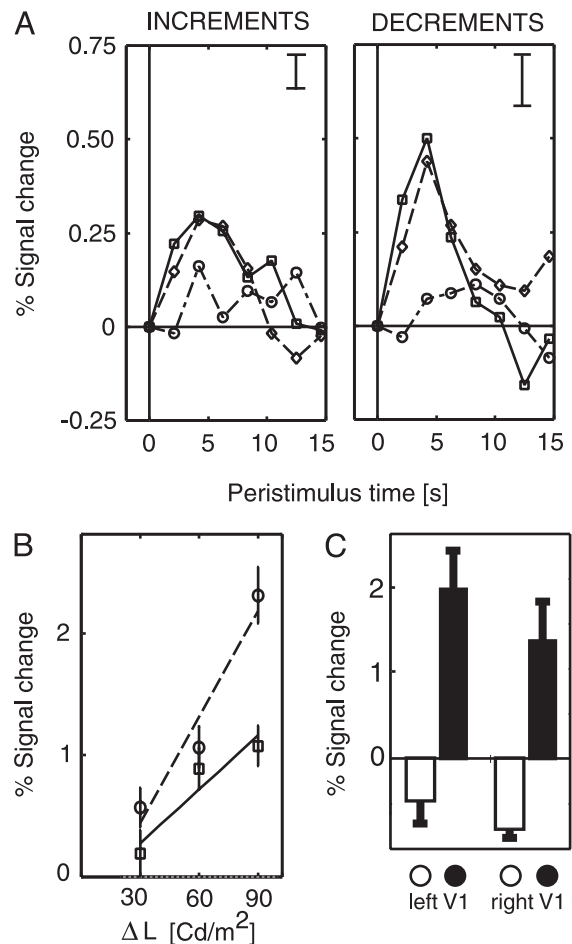 A
INCREMENTS
DECREMENTS
% Signal change
0.75
0.50
0.25
0
-0.25
0 5 10 15
0 5 10 15
Peristimulus time [s]
B
% Signal change
2
1
0
30 60 90
ΔL [Cd/m²]
C
% Signal change
2
1
0
left V1
right V1